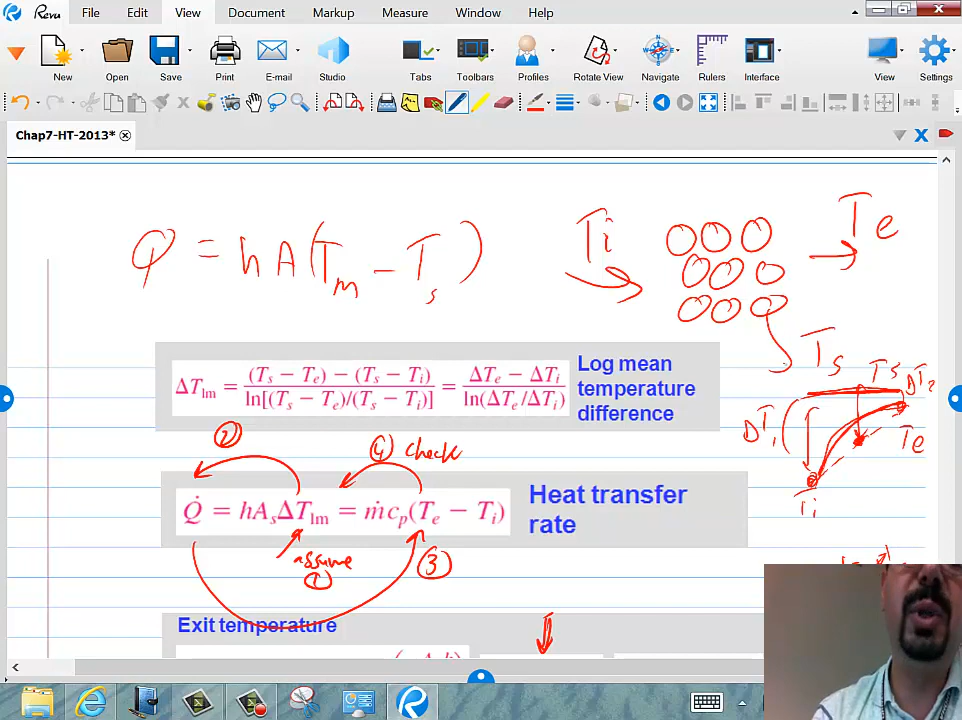 Revu File Edit View Document Markup Measure Window Help
New Open Save Print E-mail Studio Tabs Toolbars Profiles Rotate View Navigate Rulers Interface View Settings
Chap7-HT-2013*
Q = hA(Tm - Ts)
Ti
Te
Ts
Ts
ΔT2
ΔT1
Te
Ti
ΔTlm = (Ts − Te) − (Ts − Ti) / ln[(Ts − Te)/(Ts − Ti)] = ΔTe − ΔTi / ln(ΔTe/ΔTi)
Log mean
temperature
difference
②
④ check
Q̇ = hAsΔTlm = ṁcp(Te − Ti)
Heat transfer
rate
assume
①
③
Exit temperature